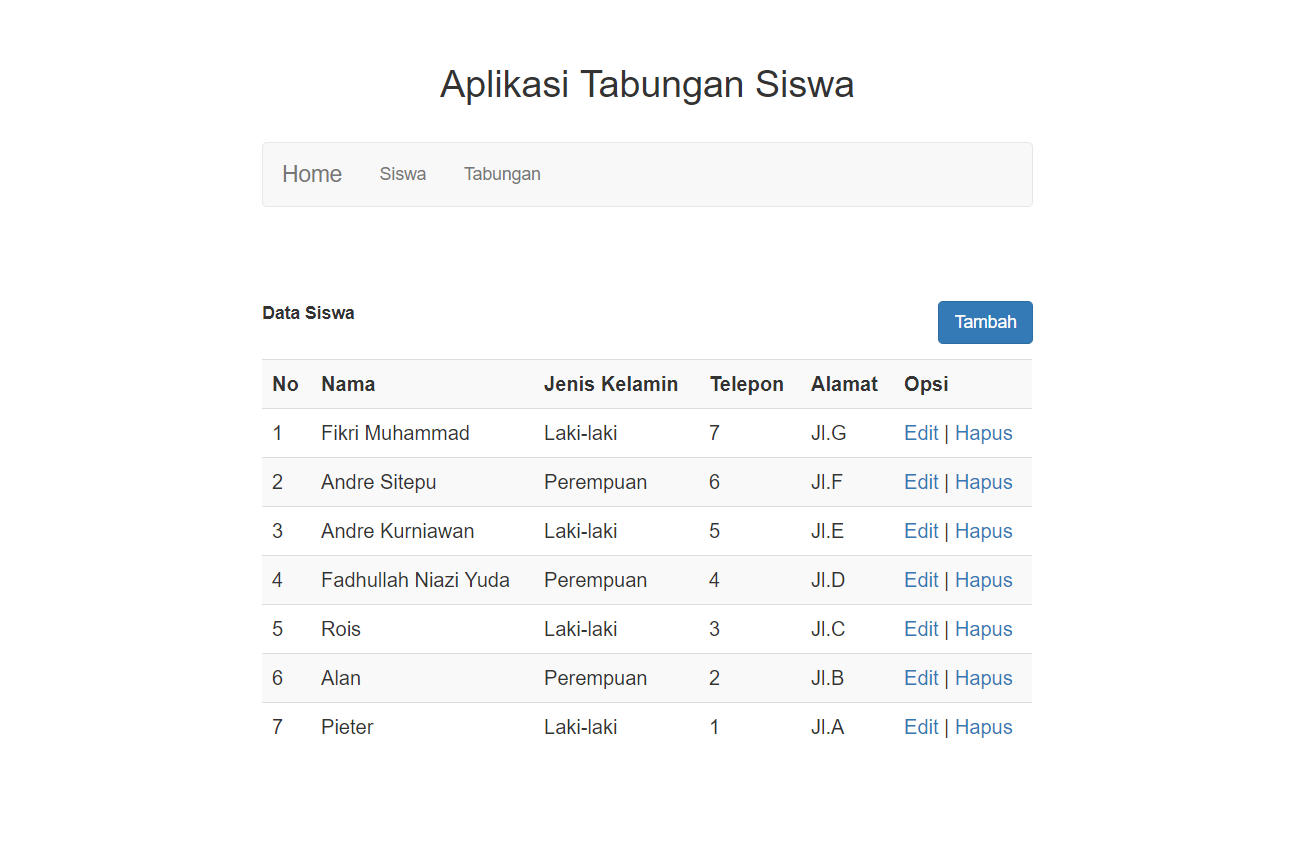 Aplikasi Tabungan Siswa
Home Siswa Tabungan
Data Siswa Tambah
No Nama Jenis Kelamin Telepon Alamat Opsi
1 Fikri Muhammad Laki-laki 7 Jl.G Edit | Hapus
2 Andre Sitepu Perempuan 6 Jl.F Edit | Hapus
3 Andre Kurniawan Laki-laki 5 Jl.E Edit | Hapus
4 Fadhullah Niazi Yuda Perempuan 4 Jl.D Edit | Hapus
5 Rois Laki-laki 3 Jl.C Edit | Hapus
6 Alan Perempuan 2 Jl.B Edit | Hapus
7 Pieter Laki-laki 1 Jl.A Edit | Hapus